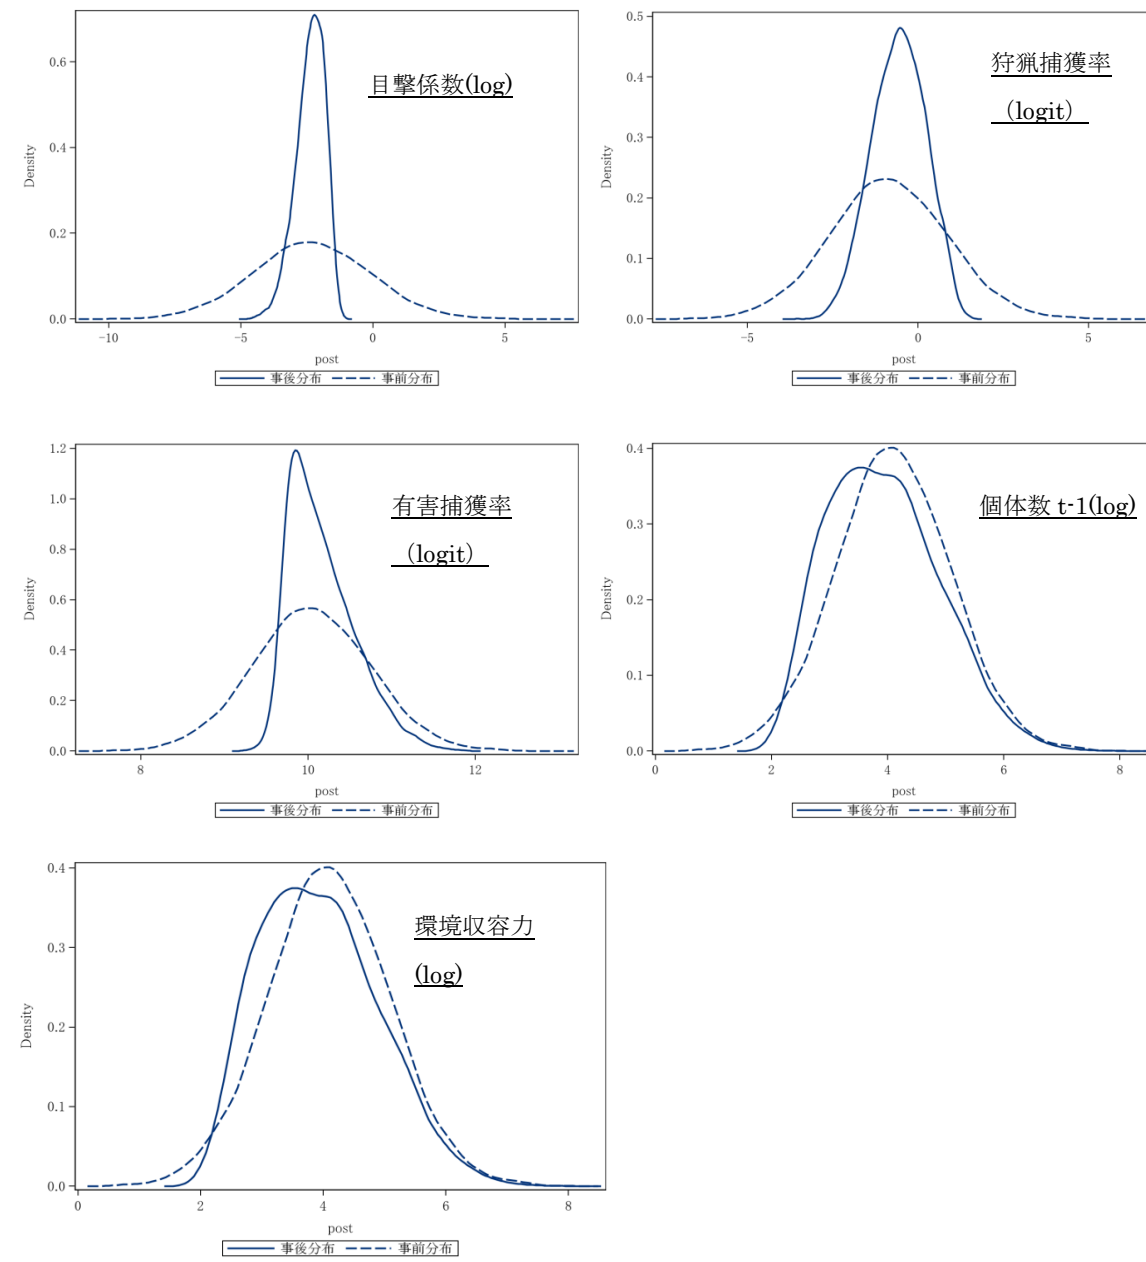 0.6
0.4
0.2
0.0
Density
目撃係数(log)
-10
-5
0
5
post
事後分布
事前分布
0.5
0.4
0.3
0.2
0.1
0.0
Density
狩猟捕獲率
（logit）
-5
0
5
post
事後分布
事前分布
1.2
1.0
0.8
0.6
0.4
0.2
0.0
Density
有害捕獲率
（logit）
8
10
12
post
事後分布
事前分布
0.4
0.3
0.2
0.1
0.0
Density
個体数 t-1(log)
0
2
4
6
8
post
事後分布
事前分布
0.4
0.3
0.2
0.1
0.0
Density
環境収容力
(log)
0
2
4
6
8
post
事後分布
事前分布